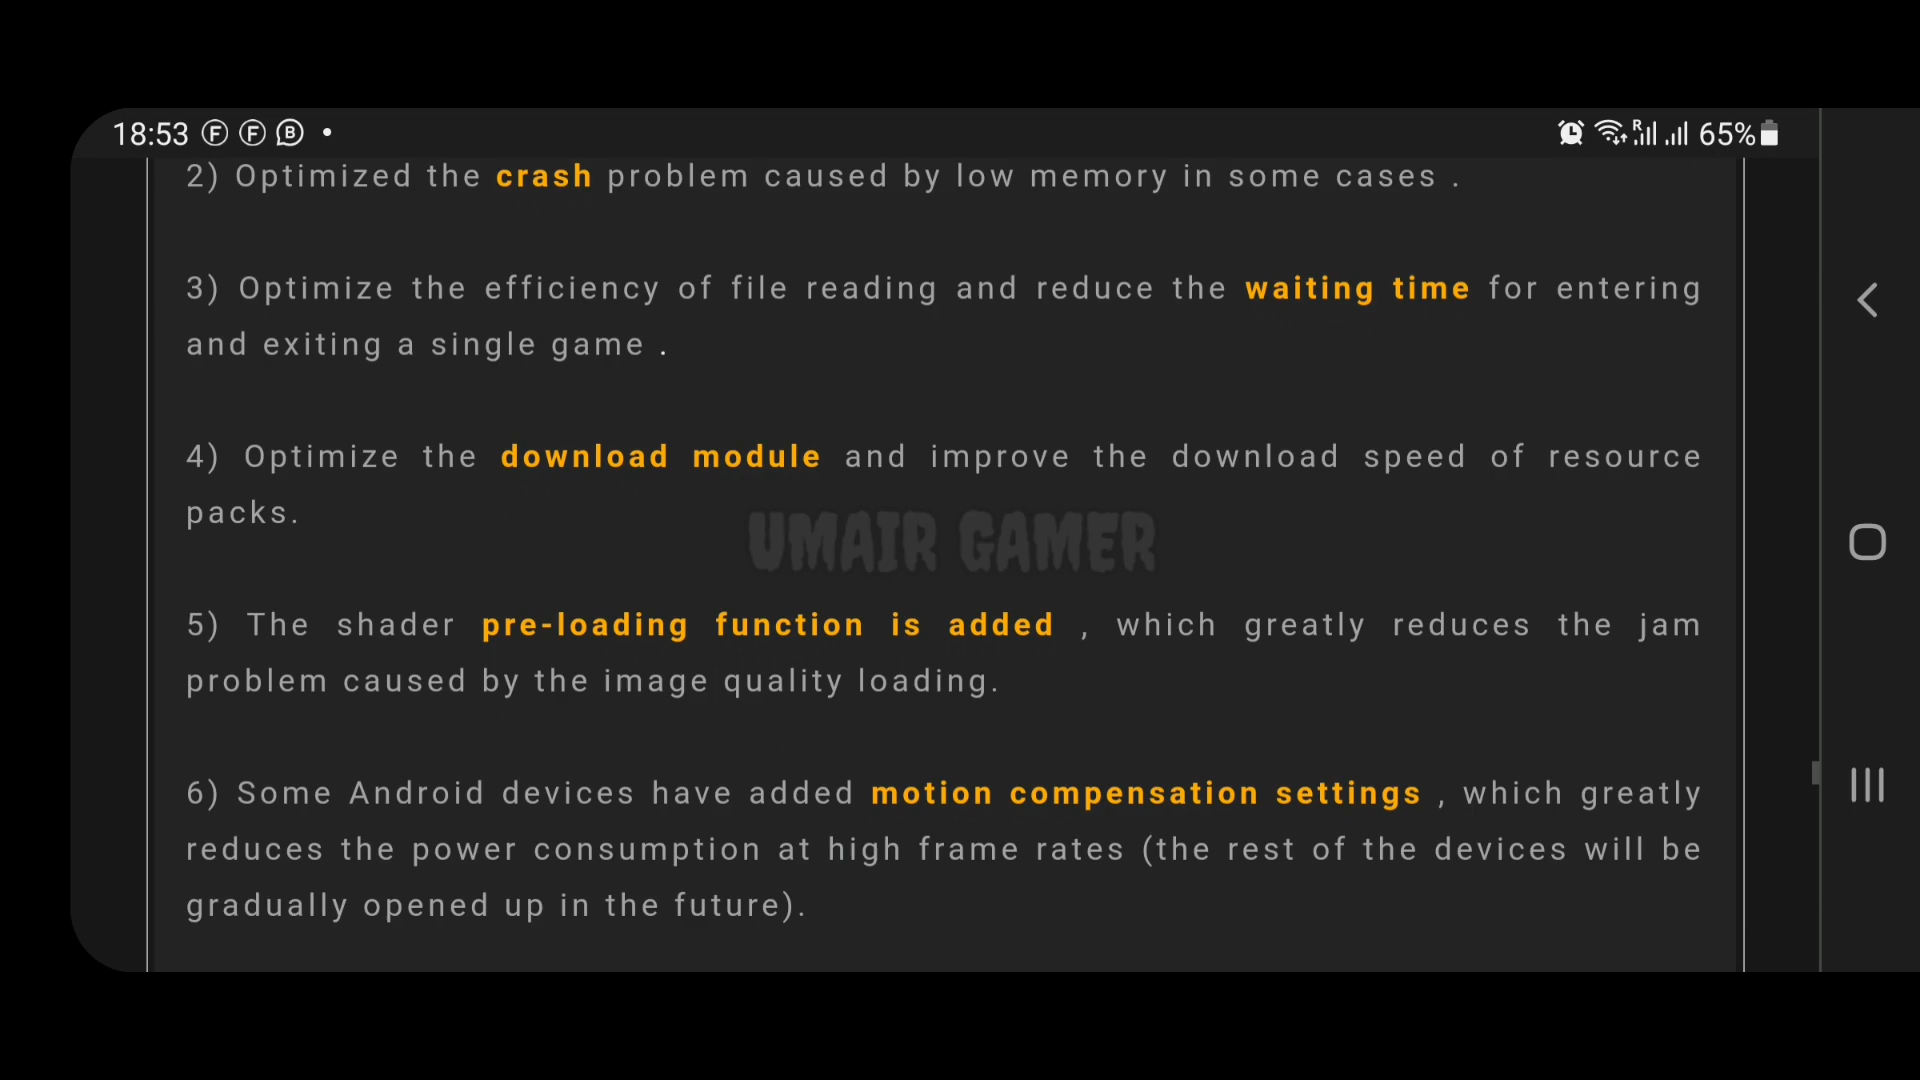 18:53 F F B • R 65%
2) Optimized the crash problem caused by low memory in some cases .
3) Optimize the efficiency of file reading and reduce the waiting time for entering
and exiting a single game .
4) Optimize the download module and improve the download speed of resource
packs.
UMAIR GAMER
5) The shader pre-loading function is added , which greatly reduces the jam
problem caused by the image quality loading.
6) Some Android devices have added motion compensation settings , which greatly
reduces the power consumption at high frame rates (the rest of the devices will be
gradually opened up in the future).